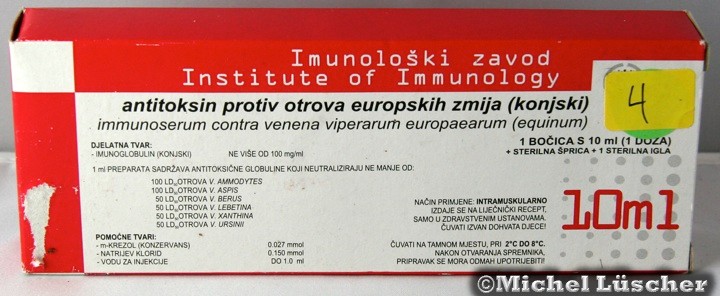 Imunološki zavod
Institute of Immunology
antitoksin protiv otrova europskih zmija (konjski)
immunoserum contra venena viperarum europaearum (equinum)
4
1 BOČICA S 10 ml (1 DOZA)
+ STERILNA ŠPRICA + 1 STERILNA IGLA
DJELATNA TVAR:
- IMUNOGLOBULIN (KONJSKI) NE VIŠE OD 100 mg/ml
1 ml PREPARATA SADRŽAVA ANTITOKSIČNE GLOBULINE KOJI NEUTRALIZIRAJU NE MANJE OD:
100 LD50 OTROVA V. AMMODYTES
100 LD50 OTROVA V. ASPIS
50 LD50 OTROVA V. BERUS
50 LD50 OTROVA V. LEBETINA
50 LD50 OTROVA V. XANTHINA
50 LD50 OTROVA V. URSINII
NAČIN PRIMJENE: INTRAMUSKULARNO
IZDAJE SE NA LIJEČNIČKI RECEPT,
SAMO U ZDRAVSTVENIM USTANOVAMA.
ČUVATI IZVAN DOHVATA DJECE!
10ml
POMOĆNE TVARI:
- m-KREZOL (KONZERVANS) 0.027 mmol
- NATRIJEV KLORID 0.150 mmol
- VODU ZA INJEKCIJE DO 1.0 ml
ČUVATI NA TAMNOM MJESTU, PRI 2°C DO 8°C.
NAKON OTVARANJA SPREMNIKA,
PRIPRAVAK SE MORA ODMAH UPOTRIJEBITI!
©Michel Lüscher